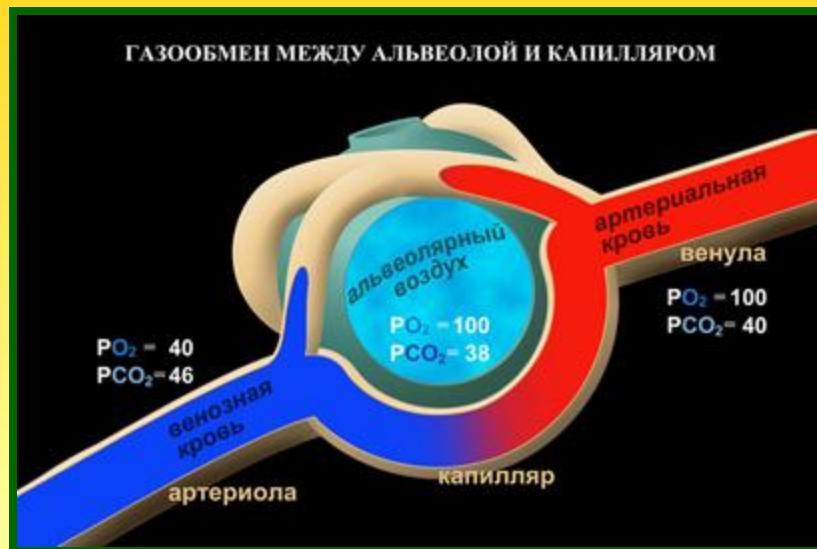 ГАЗООБМЕН МЕЖДУ АЛЬВЕОЛОЙ И КАПИЛЛЯРОМ
артериальная
кровь
венула
PO₂ = 100
PCO₂= 40
альвеолярный
воздух
PO₂ = 100
PCO₂= 38
PO₂ = 40
PCO₂= 46
венозная
кровь
артериола
капилляр